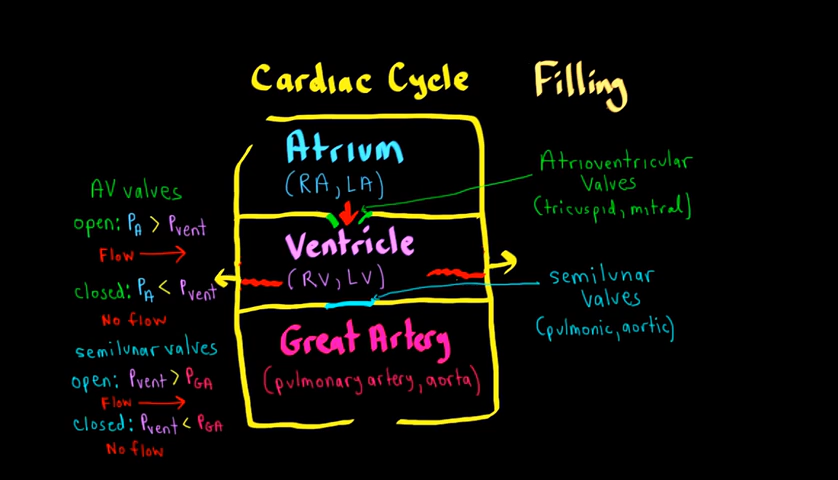 Cardiac Cycle
Filling
Atrium
(RA, LA)
Ventricle
(RV, LV)
Great Artery
(pulmonary artery, aorta)
AV valves
open: PA > Pvent
Flow
closed: PA < Pvent
No flow
semilunar valves
open: Pvent > PGA
Flow
closed: Pvent < PGA
No flow
Atrioventricular
Valves
(tricuspid, mitral)
semilunar
valves
(pulmonic, aortic)